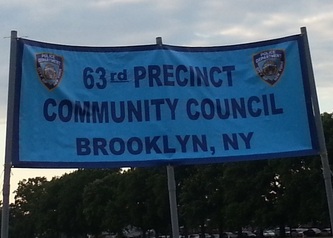 63rd PRECINCT
COMMUNITY COUNCIL
BROOKLYN, NY